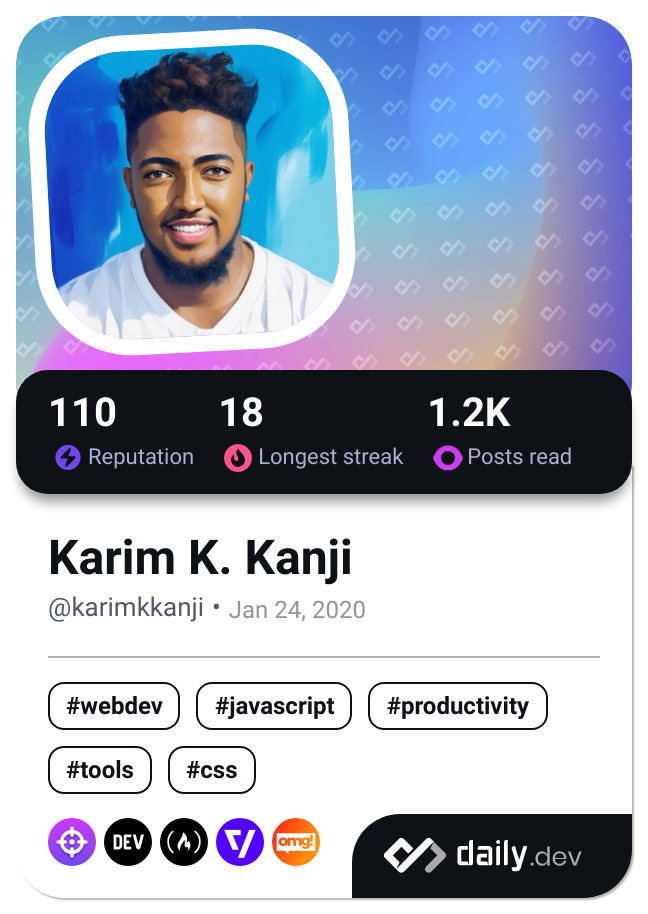 110 18 1.2K
Reputation Longest streak Posts read
Karim K. Kanji
@karimkkanji • Jan 24, 2020
#webdev #javascript #productivity
#tools #css
DEV omg!
daily.dev